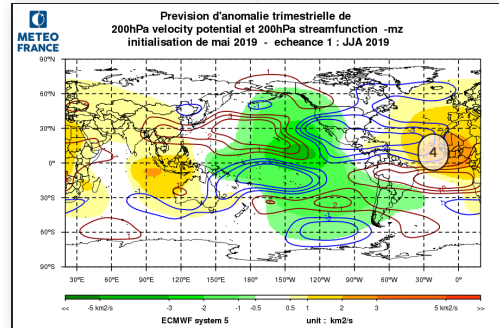 METEO
FRANCE
Prevision d'anomalie trimestrielle de
200hPa velocity potential et 200hPa streamfunction -mz
initialisation de mai 2019 - echeance 1 : JJA 2019
90°N
60°N
30°N
0°
30°S
60°S
90°S
4
30°E 60°E 90°E 120°E 150°E 180° 150°W 120°W 90°W 60°W 30°W 0°
<< -5 km2/s -3 -2 -1 -0.5 0.5 1 2 3 5 km2/s >>
ECMWF system 5 unit : km2/s